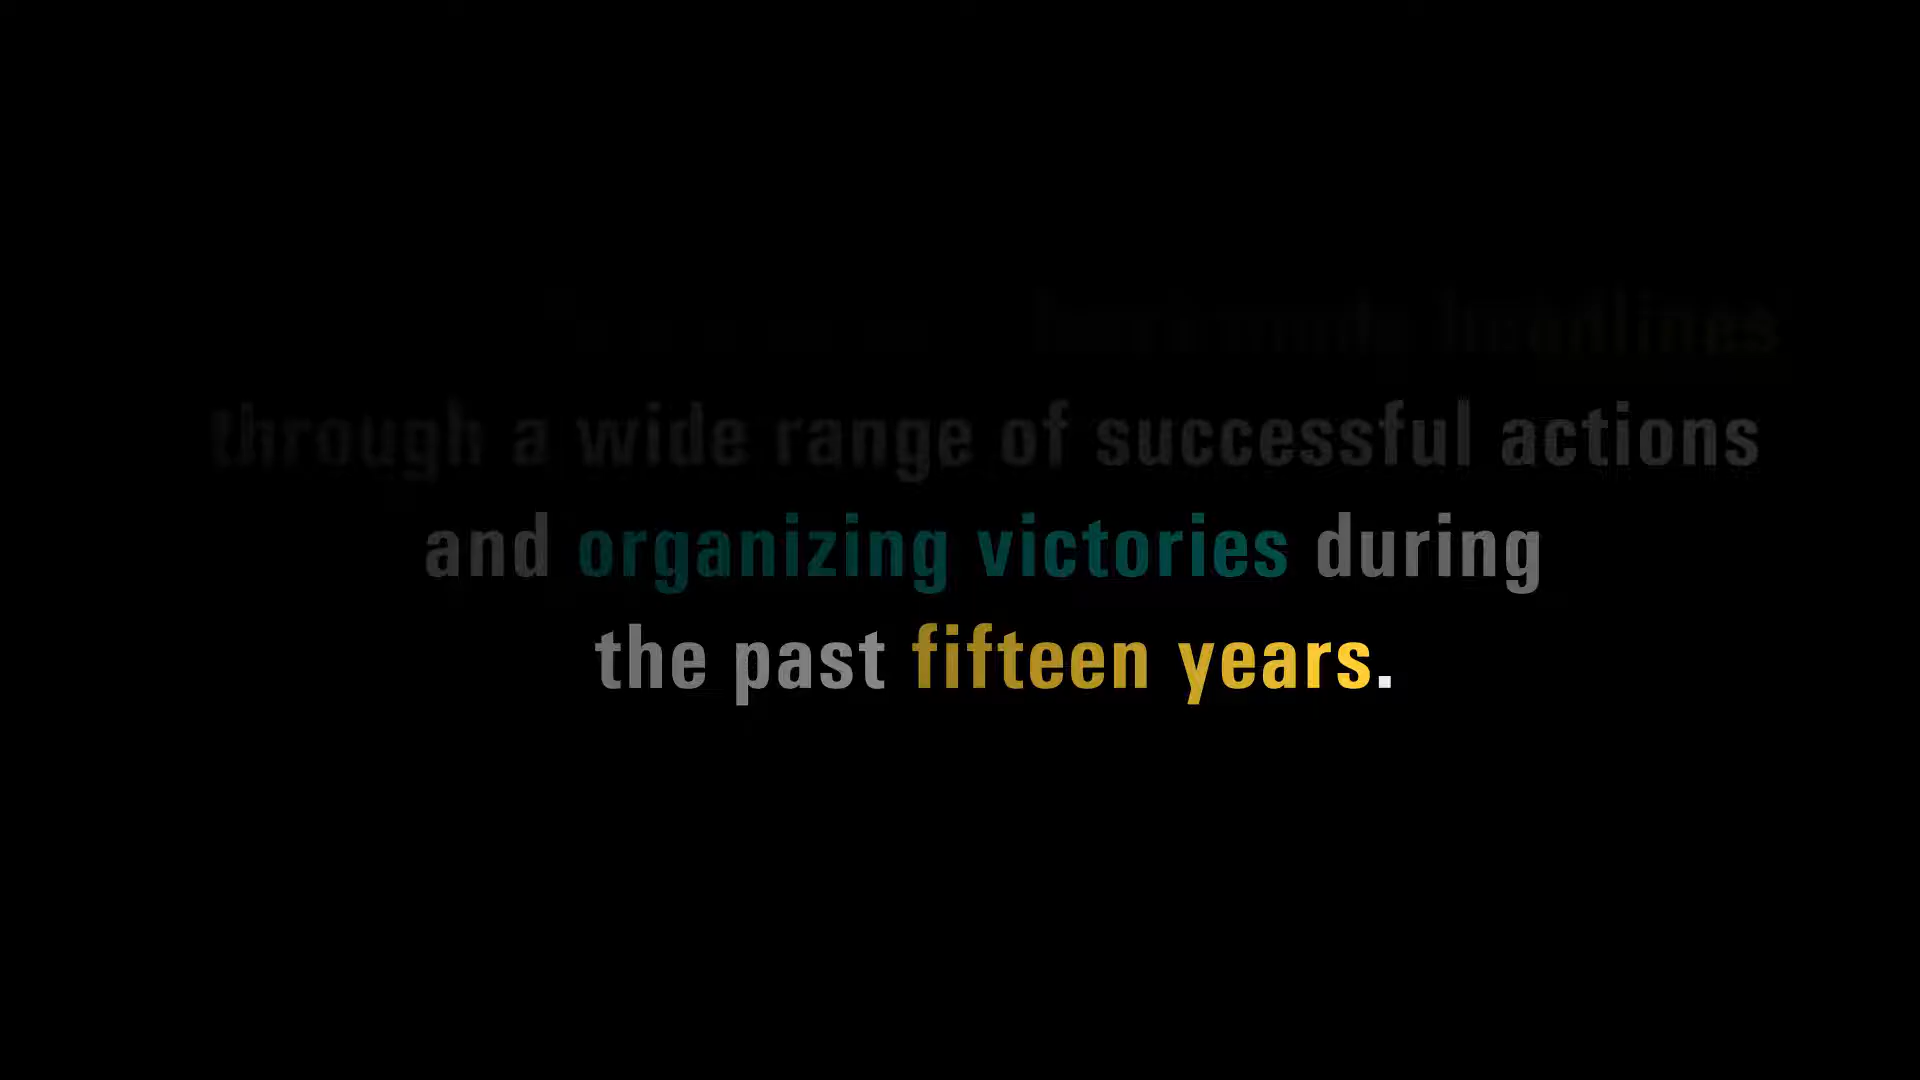 headlines
through a wide range of successful actions
and organizing victories during
the past fifteen years.